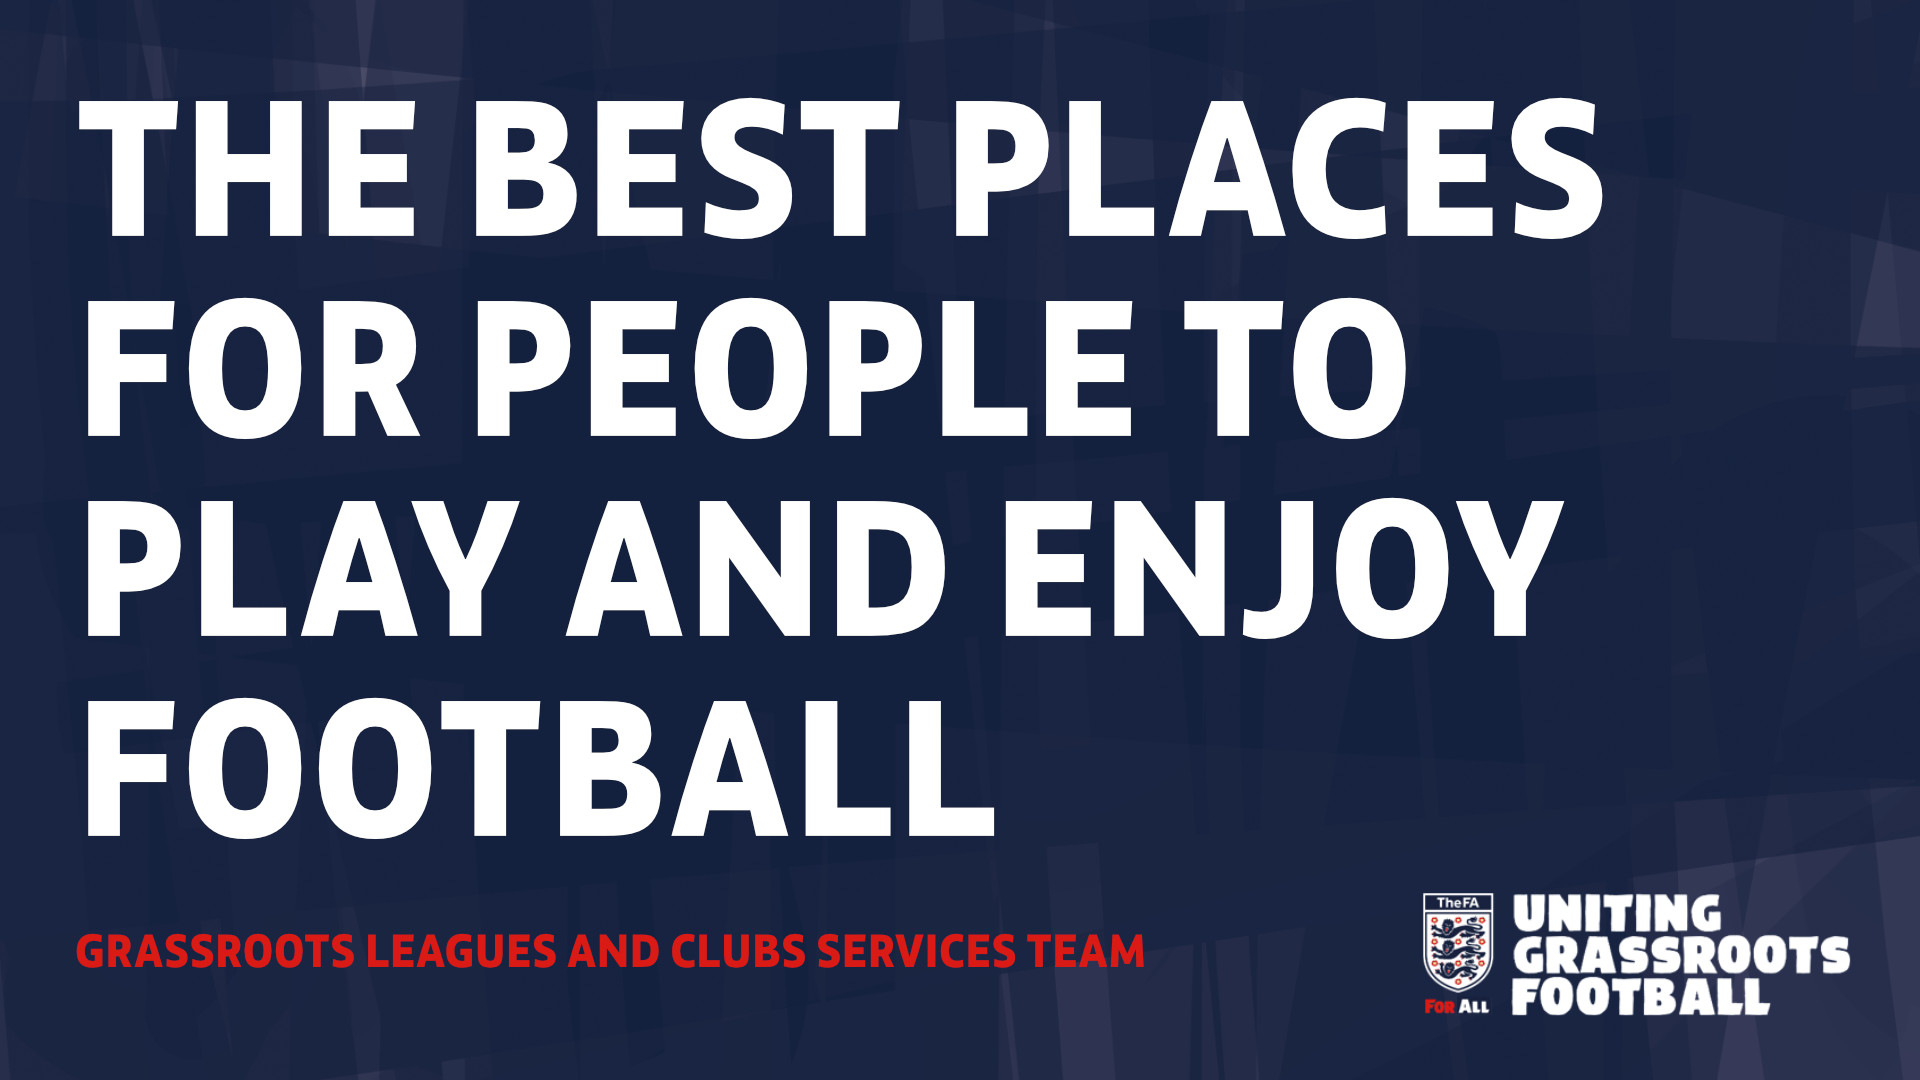 THE BEST PLACES
FOR PEOPLE TO
PLAY AND ENJOY
FOOTBALL
GRASSROOTS LEAGUES AND CLUBS SERVICES TEAM
TheFA
FOR ALL
UNITING
GRASSROOTS
FOOTBALL